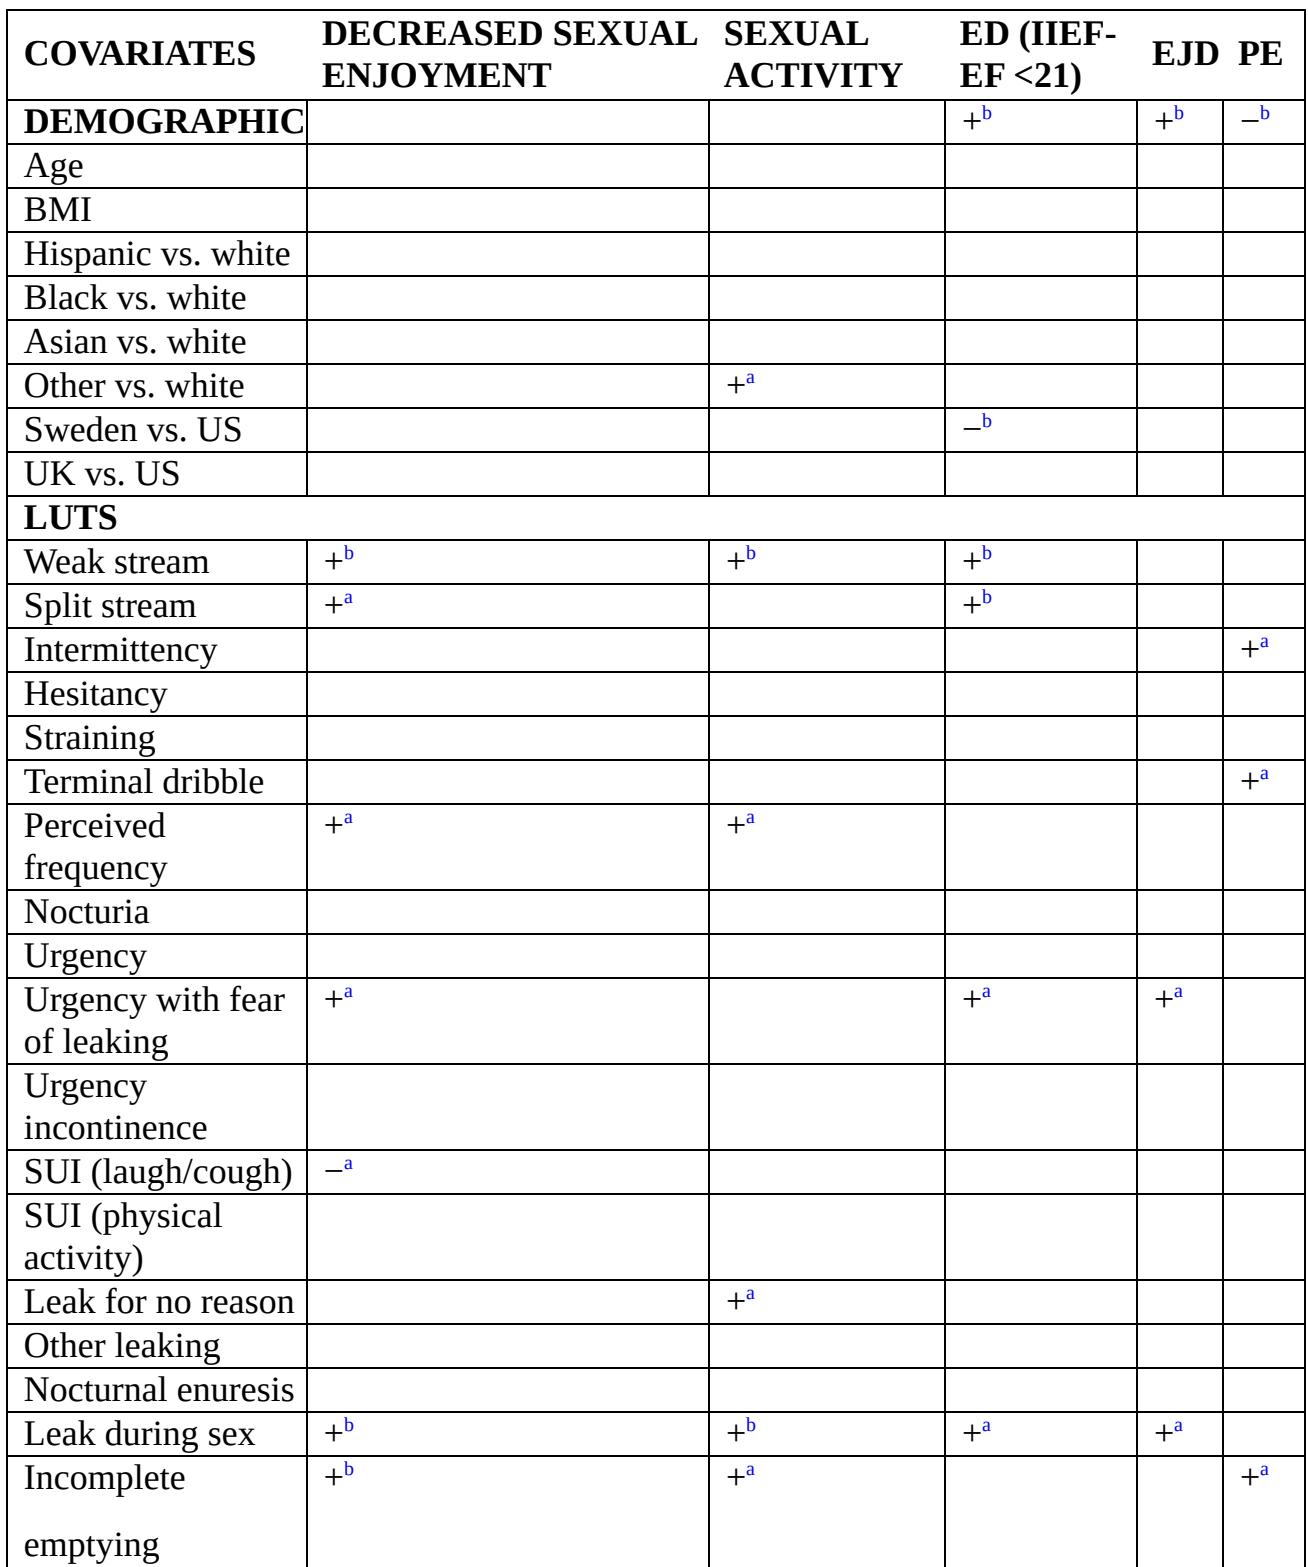 COVARIATES DECREASED SEXUAL ENJOYMENT SEXUAL ACTIVITY ED (IIEF-EF <21) EJD PE
DEMOGRAPHIC +b +b −b
Age
BMI
Hispanic vs. white
Black vs. white
Asian vs. white
Other vs. white +a
Sweden vs. US −b
UK vs. US
LUTS
Weak stream +b +b +b
Split stream +a +b
Intermittency +a
Hesitancy
Straining
Terminal dribble +a
Perceived +a +a
frequency
Nocturia
Urgency
Urgency with fear +a +a +a
of leaking
Urgency
incontinence
SUI (laugh/cough) −a
SUI (physical
activity)
Leak for no reason +a
Other leaking
Nocturnal enuresis
Leak during sex +b +b +a +a
Incomplete +b +a +a
emptying